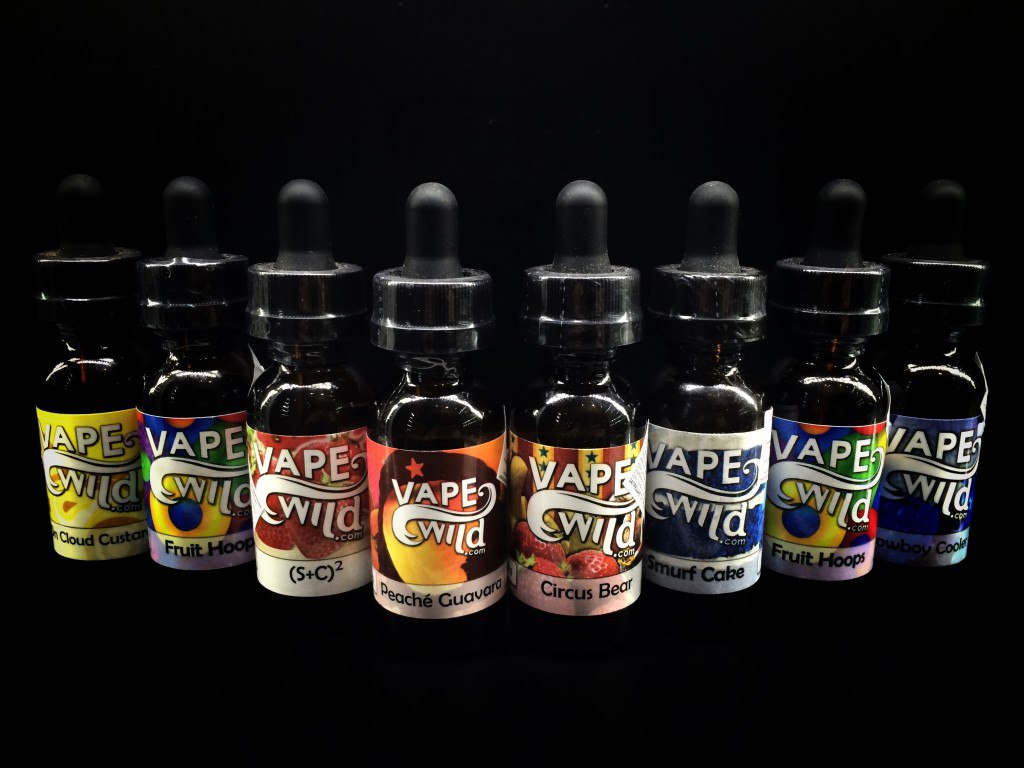 VAPE
Wild
.com
Cloud Custar
VAPE
Wild
.com
Fruit Hoop
VAPE
Wild
.com
(S+C)²
VAPE
Wild
.com
Peaché Guavara
VAPE
Wild
.com
Circus Bear
VAPE
Wild
.com
Smurf Cake
VAPE
Wild
.com
Fruit Hoops
VAPE
Wild
.com
owboy Cooler